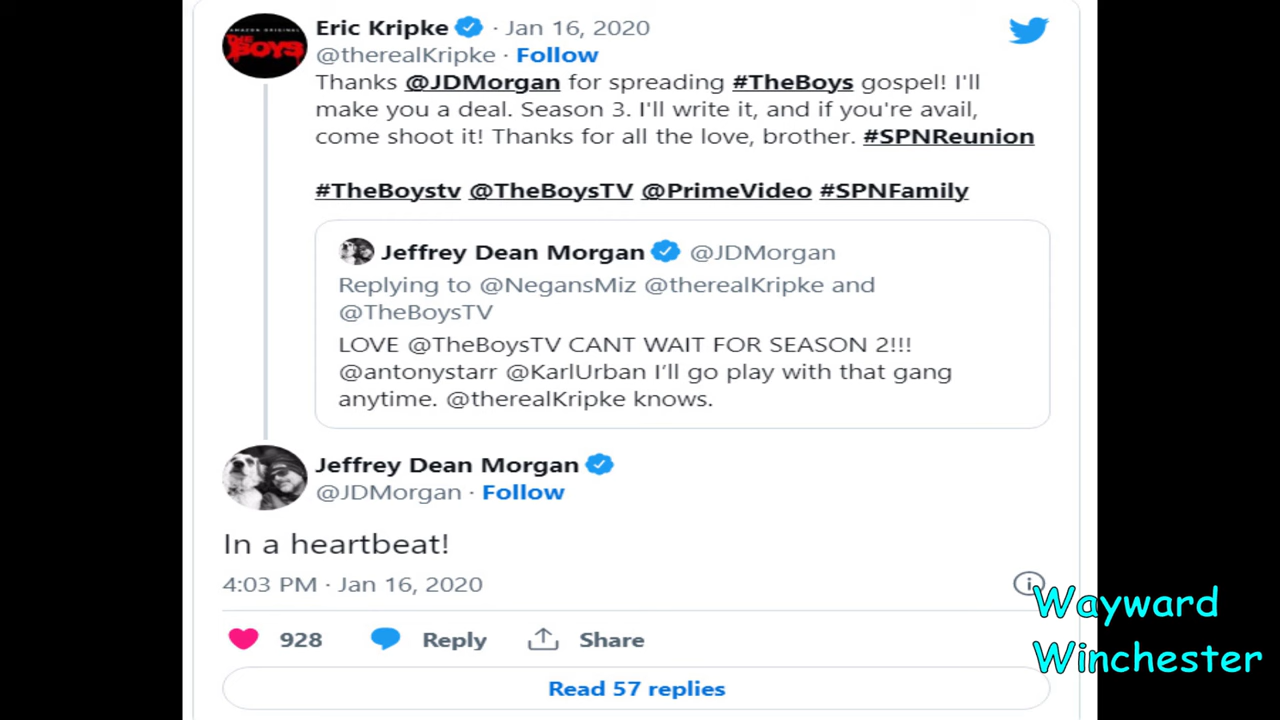 AMAZON ORIGINAL
THE
BOYS
Eric Kripke · Jan 16, 2020
@therealKripke · Follow
Thanks @JDMorgan for spreading #TheBoys gospel! I'll
make you a deal. Season 3. I'll write it, and if you're avail,
come shoot it! Thanks for all the love, brother. #SPNReunion
#TheBoystv @TheBoysTV @PrimeVideo #SPNFamily
Jeffrey Dean Morgan @JDMorgan
Replying to @NegansMiz @therealKripke and
@TheBoysTV
LOVE @TheBoysTV CANT WAIT FOR SEASON 2!!!
@antonystarr @KarlUrban I’ll go play with that gang
anytime. @therealKripke knows.
Jeffrey Dean Morgan
@JDMorgan · Follow
In a heartbeat!
4:03 PM · Jan 16, 2020
928 Reply Share
Read 57 replies
Wayward
Winchester